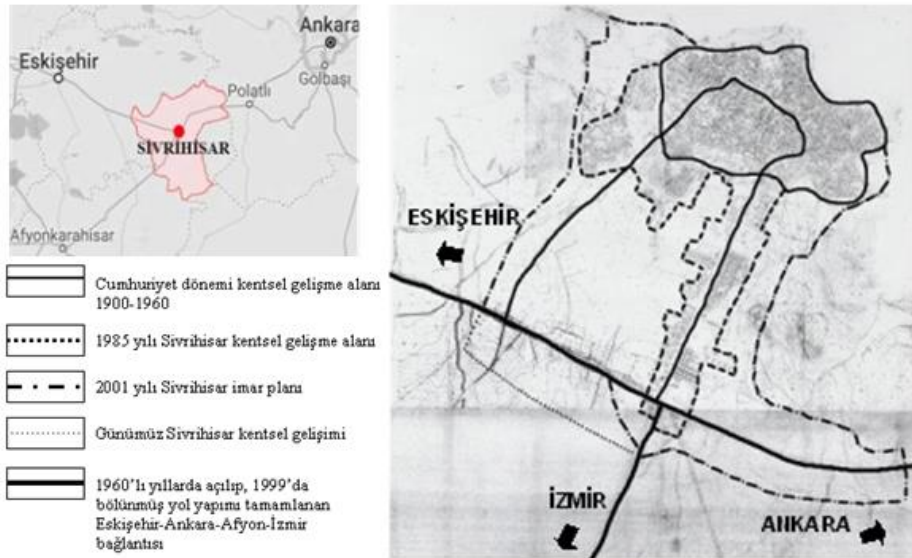 Ankara
Eskişehir
Gölbaşı
Polatlı
SİVRİHİSAR
Afyonkarahisar
Cumhuriyet dönemi kentsel gelişme alanı
1900-1960
1985 yılı Sivrihisar kentsel gelişme alanı
2001 yılı Sivrihisar imar planı
Günümüz Sivrihisar kentsel gelişimi
1960'lı yıllarda açılıp, 1999'da
bölünmüş yol yapımı tamamlanan
Eskişehir-Ankara-Afyon-İzmir
bağlantısı
ESKİŞEHİR
İZMİR
ANKARA